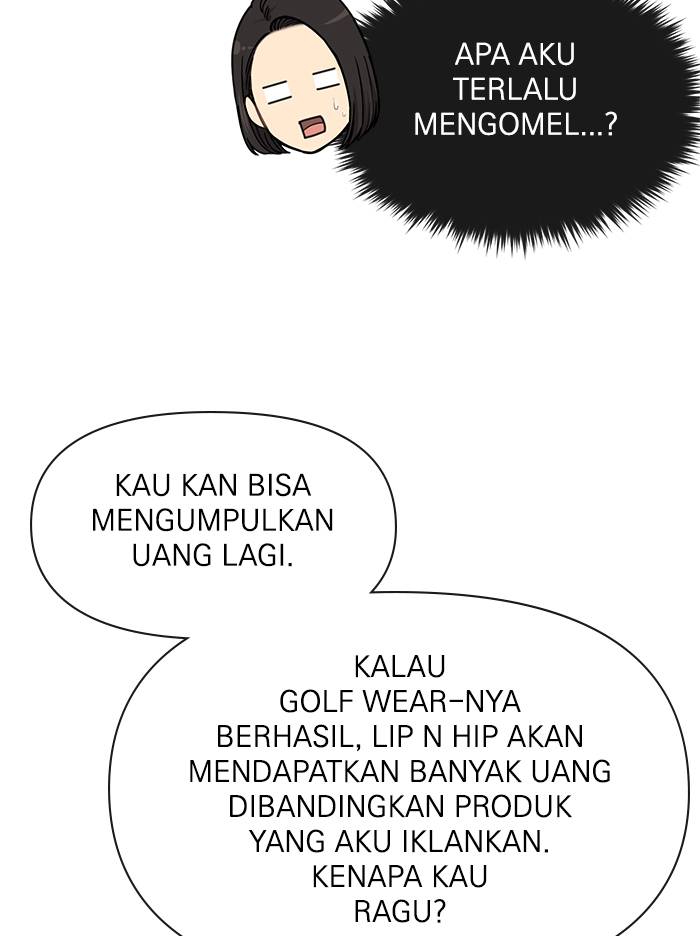 APA AKU
TERLALU
MENGOMEL...?
KAU KAN BISA
MENGUMPULKAN
UANG LAGI.
KALAU
GOLF WEAR-NYA
BERHASIL, LIP N HIP AKAN
MENDAPATKAN BANYAK UANG
DIBANDINGKAN PRODUK
YANG AKU IKLANKAN.
KENAPA KAU
RAGU?